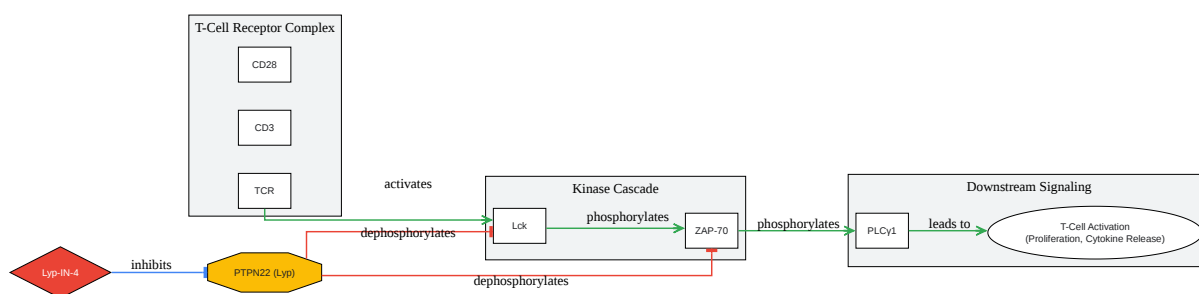 T-Cell Receptor Complex
CD28
CD3
TCR
activates
Kinase Cascade
Lck
phosphorylates
ZAP-70
dephosphorylates
phosphorylates
Downstream Signaling
PLCγ1
leads to
T-Cell Activation
(Proliferation, Cytokine Release)
Lyp-IN-4
inhibits
PTPN22 (Lyp)
dephosphorylates